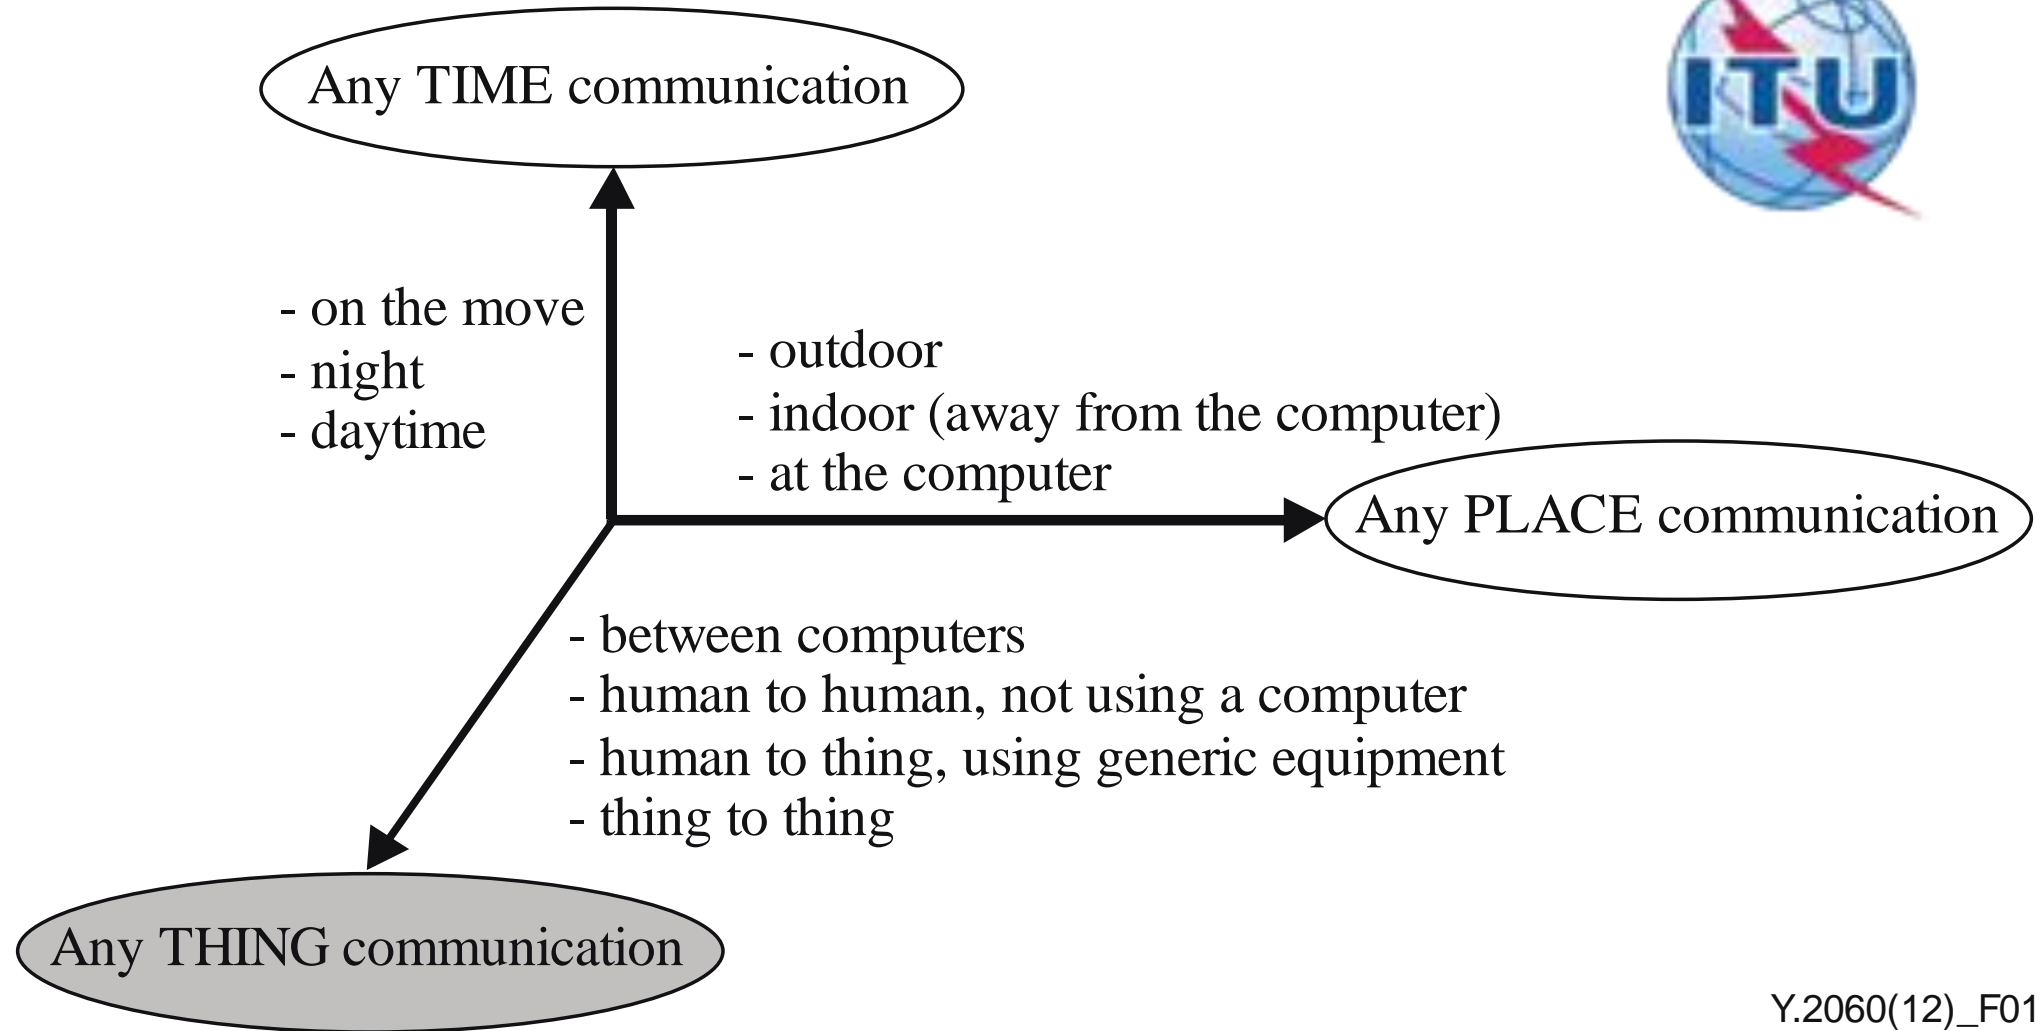 Any TIME communication
ITU
- on the move
- night
- daytime
- outdoor
- indoor (away from the computer)
- at the computer
Any PLACE communication
- between computers
- human to human, not using a computer
- human to thing, using generic equipment
- thing to thing
Any THING communication
Y.2060(12)_F01